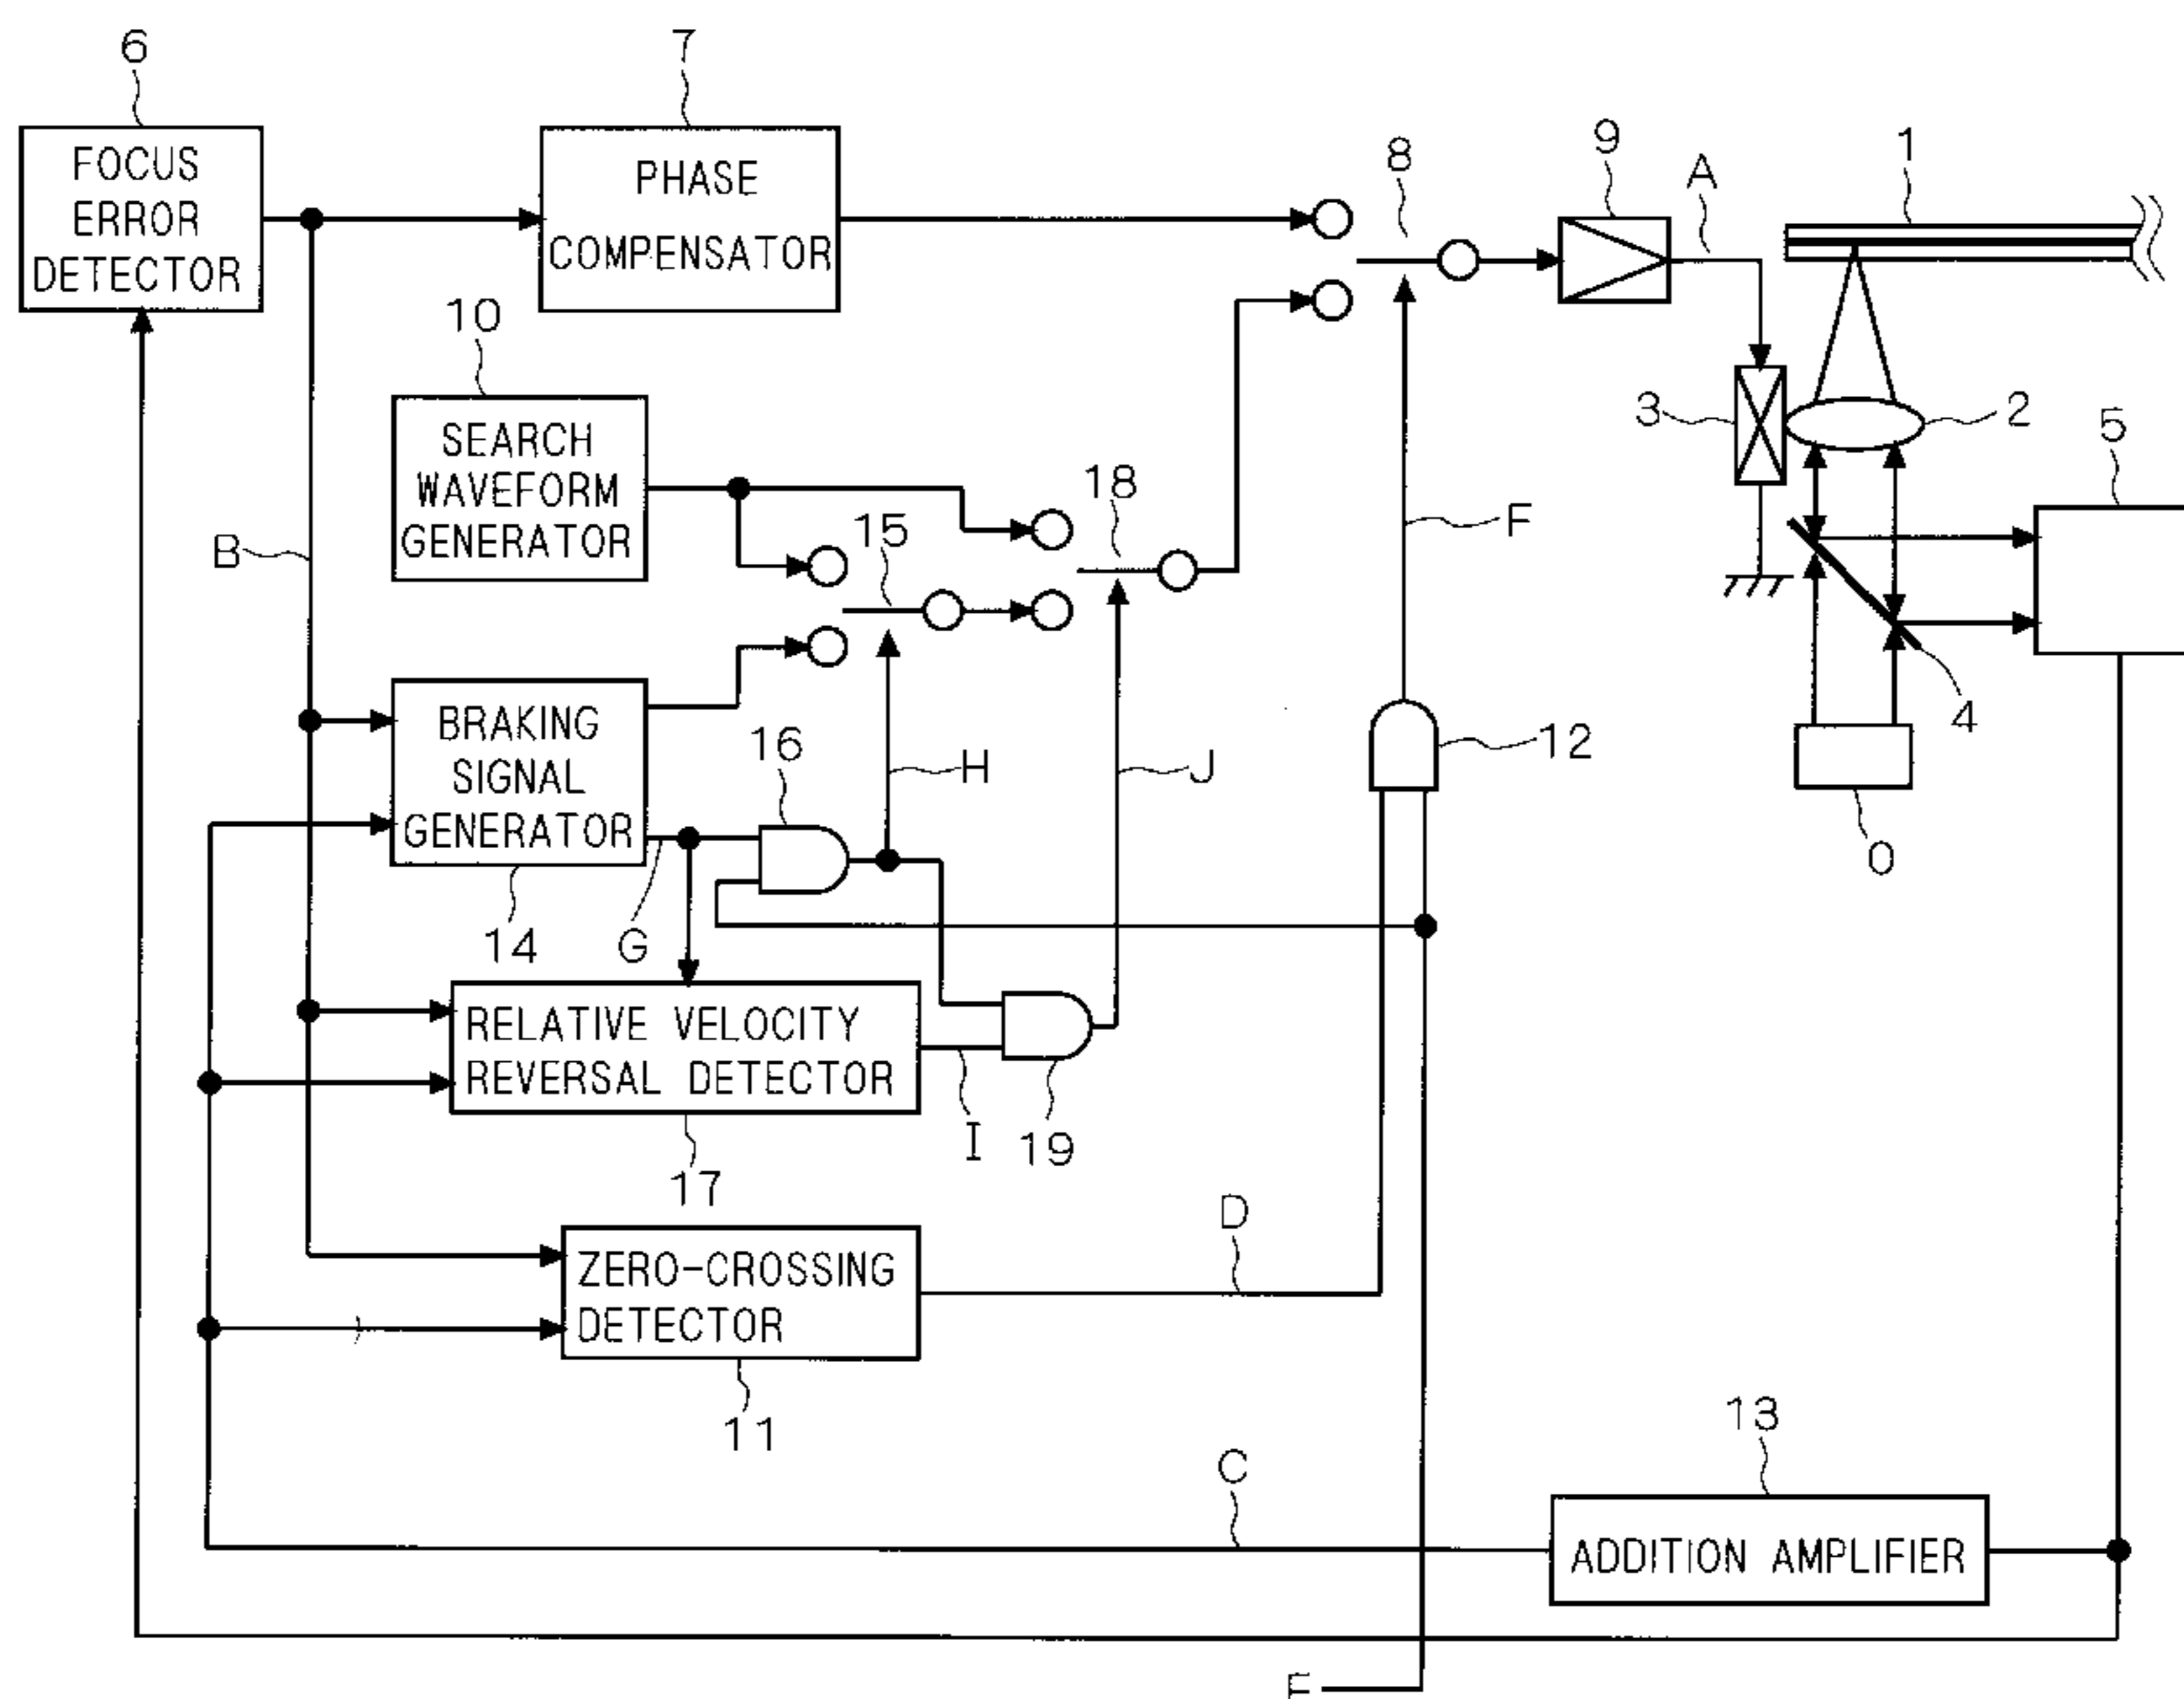 6
7
8
9
A
1
FOCUS
ERROR
DETECTOR
PHASE
COMPENSATOR
10
SEARCH
WAVEFORM
GENERATOR
B
15
18
F
3
2
5
4
0
BRAKING
SIGNAL
GENERATOR
14
16
H
J
12
G
RELATIVE VELOCITY
REVERSAL DETECTOR
17
I
19
D
ZERO-CROSSING
DETECTOR
11
C
13
ADDITION AMPLIFIER